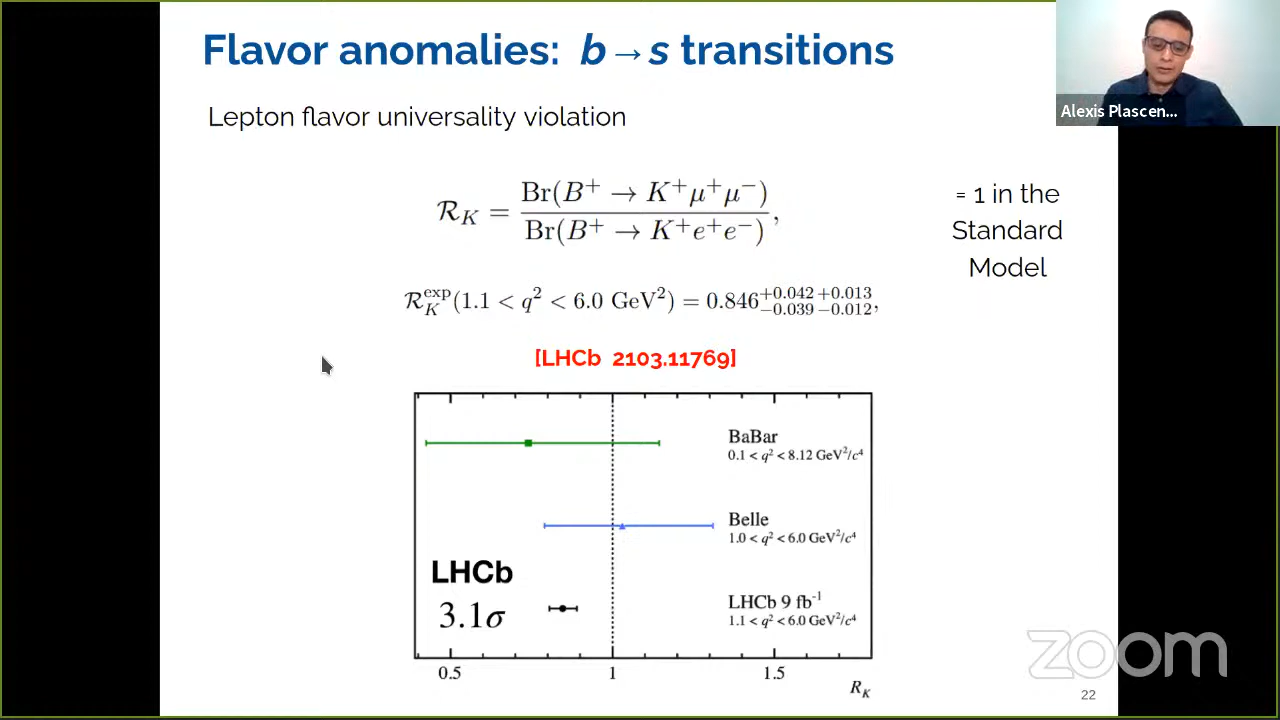 Flavor anomalies: b→s transitions
Alexis Plascen...
Lepton flavor universality violation
ℛ_K = Br(B⁺ → K⁺μ⁺μ⁻) / Br(B⁺ → K⁺e⁺e⁻),
= 1 in the
Standard
Model
ℛ_K^exp(1.1 < q² < 6.0 GeV²) = 0.846 +0.042 −0.039 +0.013 −0.012,
[LHCb 2103.11769]
BaBar
0.1 < q² < 8.12 GeV²/c⁴
Belle
1.0 < q² < 6.0 GeV²/c⁴
LHCb
3.1σ
LHCb 9 fb⁻¹
1.1 < q² < 6.0 GeV²/c⁴
0.5 1 1.5
R_K
zoom
22